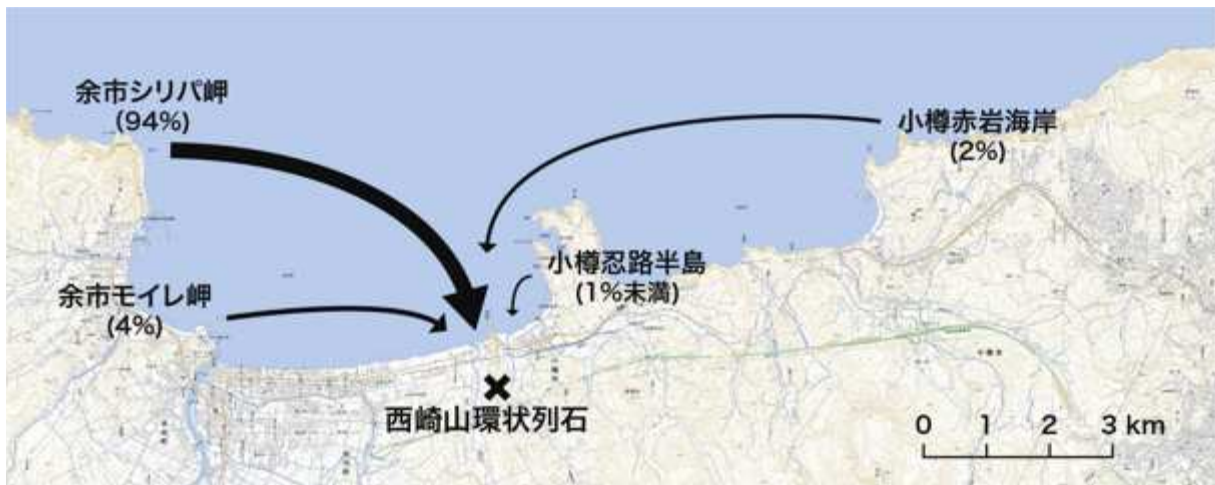 余市シリパ岬
(94%)
小樽赤岩海岸
(2%)
小樽忍路半島
(1%未満)
余市モイレ岬
(4%)
西崎山環状列石
0 1 2 3 km